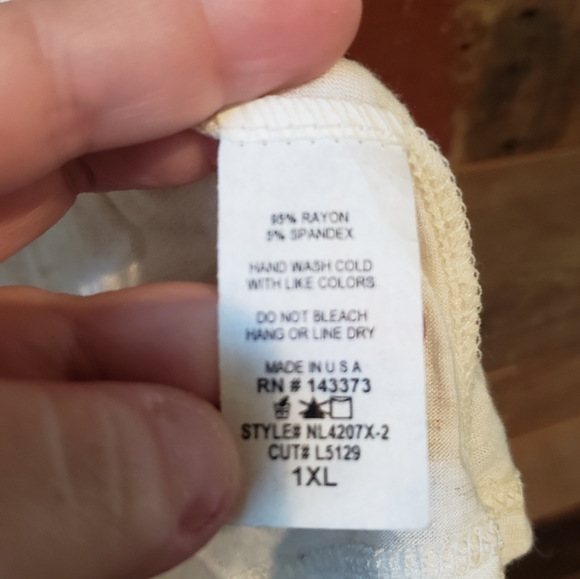 95% RAYON
5% SPANDEX
HAND WASH COLD
WITH LIKE COLORS
DO NOT BLEACH
HANG OR LINE DRY
MADE IN U S A
RN # 143373
STYLE# NL4207X-2
CUT# L5129
1XL